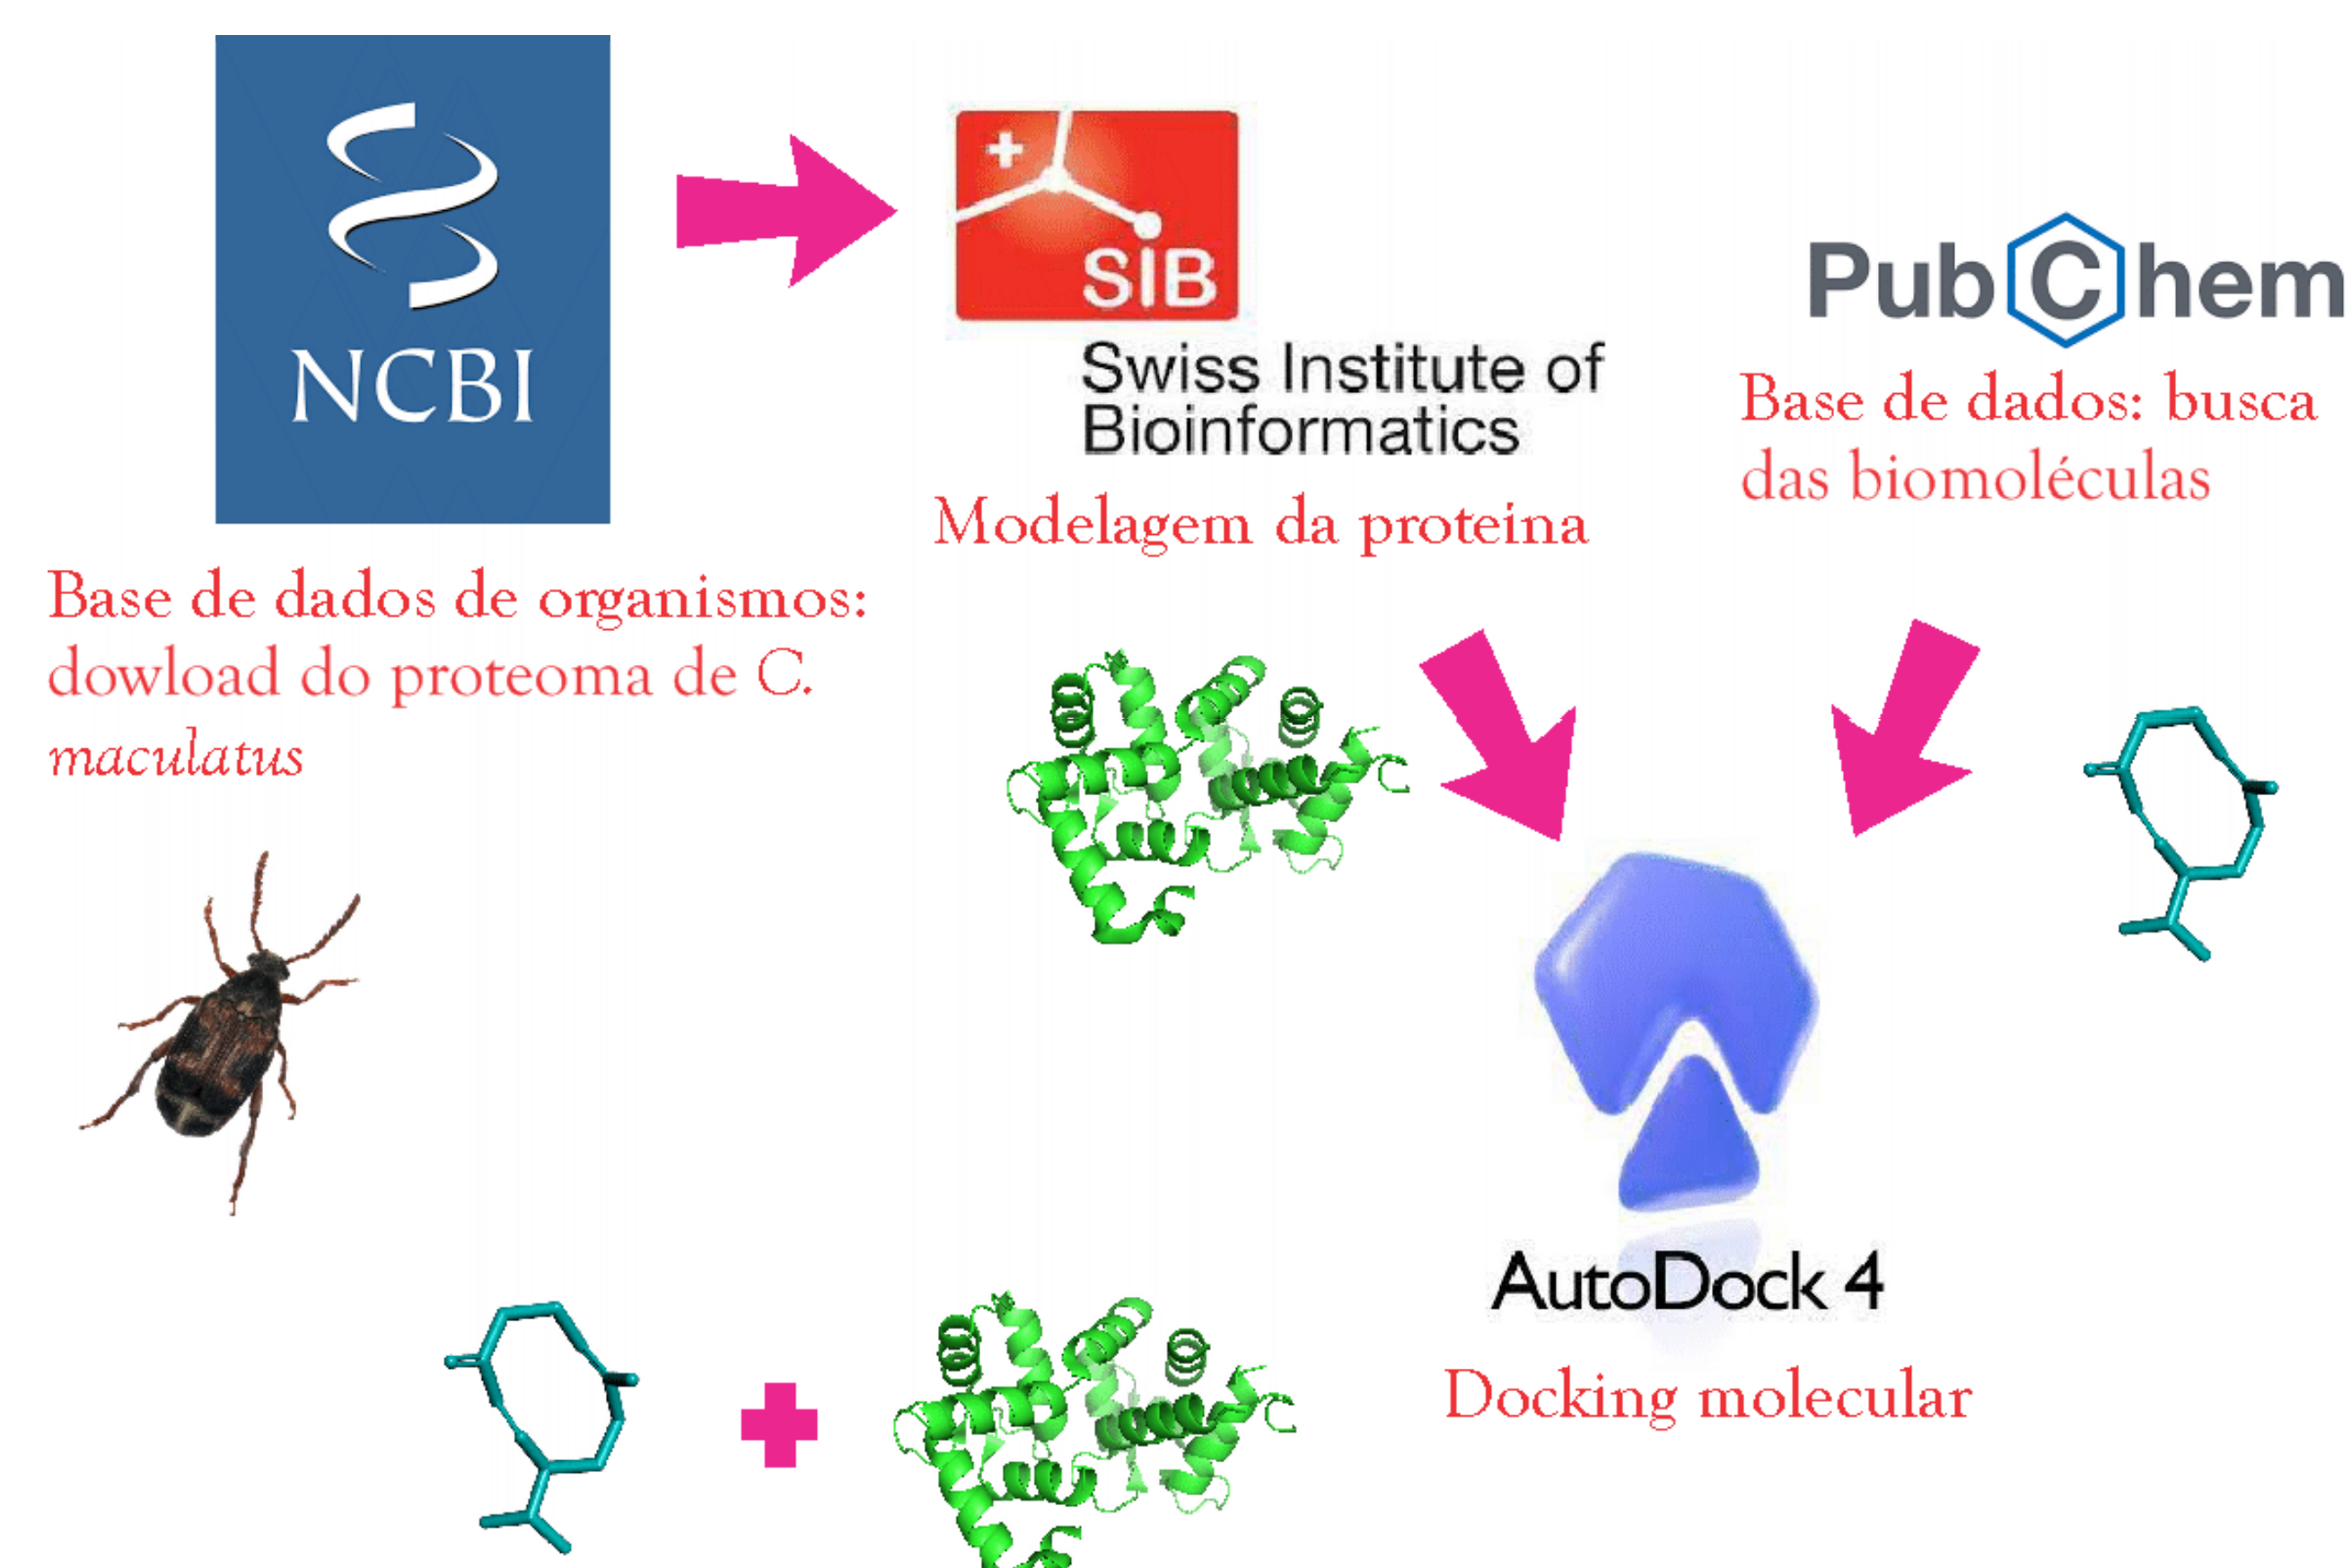 NCBI
Base de dados de organismos:
dowload do proteoma de C.
maculatus
SIB
Swiss Institute of
Bioinformatics
Modelagem da proteina
PubChem
Base de dados: busca
das biomoléculas
AutoDock 4
Docking molecular